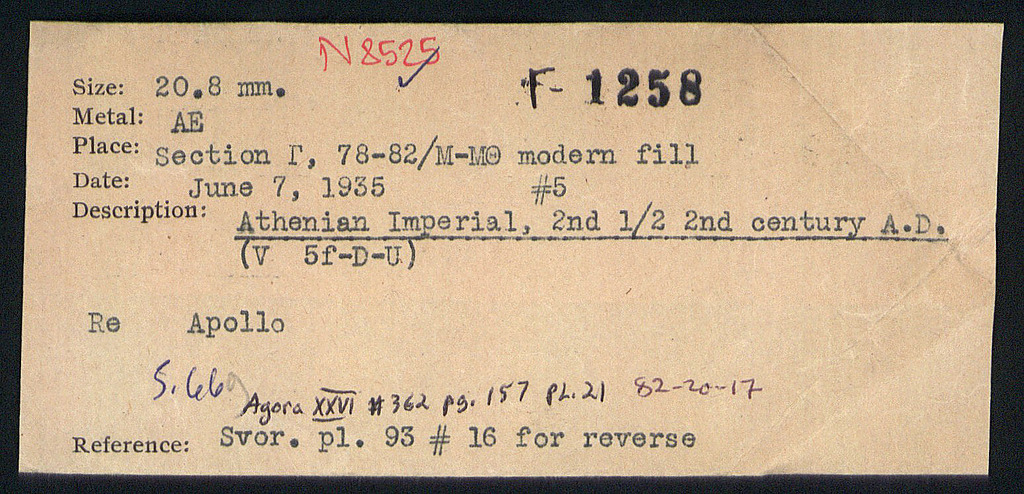 N8525
Γ- 1258
Size: 20.8 mm.
Metal: AE
Place: Section Γ, 78-82/M-MΘ modern fill
Date: June 7, 1935 #5
Description: Athenian Imperial, 2nd 1/2 2nd century A.D.
(V 5f-D-U)
Re Apollo
S.669
Agora XXVI #362 pg. 157 pl. 21 82-20-17
Reference: Svor. pl. 93 # 16 for reverse